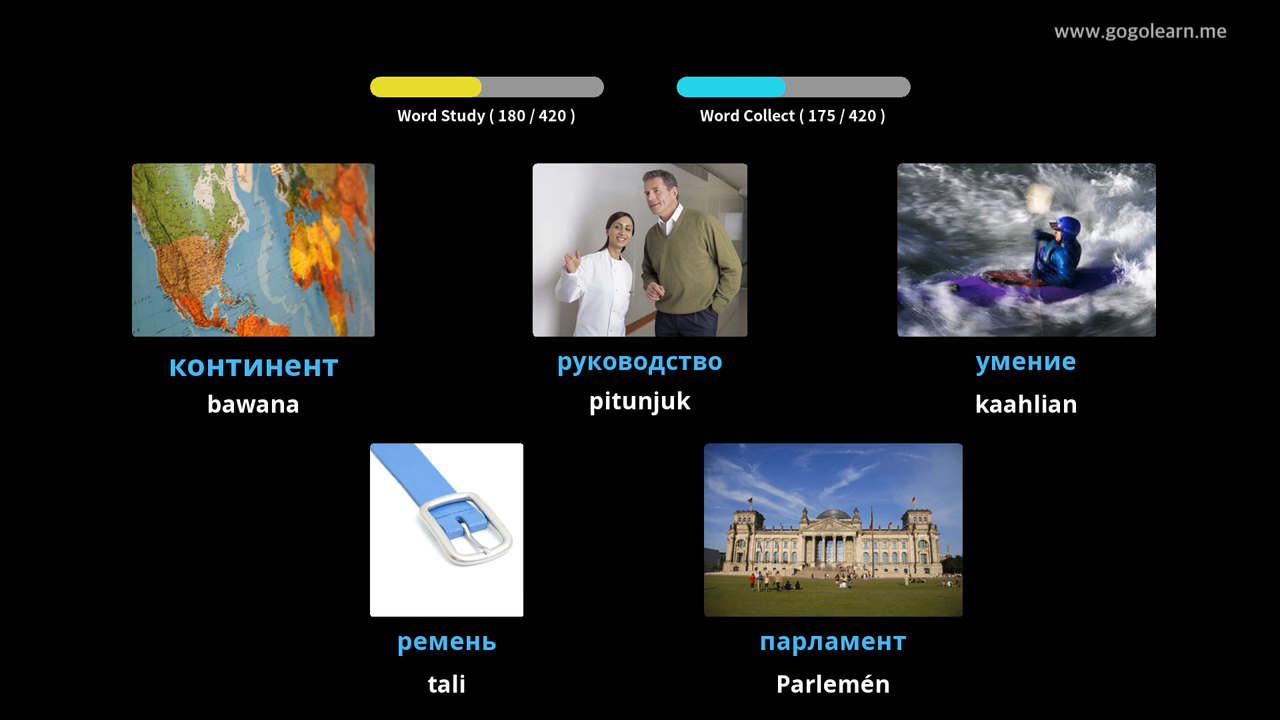 www.gogolearn.me
Word Study ( 180 / 420 )
Word Collect ( 175 / 420 )
континент
bawana
руководство
pitunjuk
умение
kaahlian
ремень
tali
парламент
Parlemén